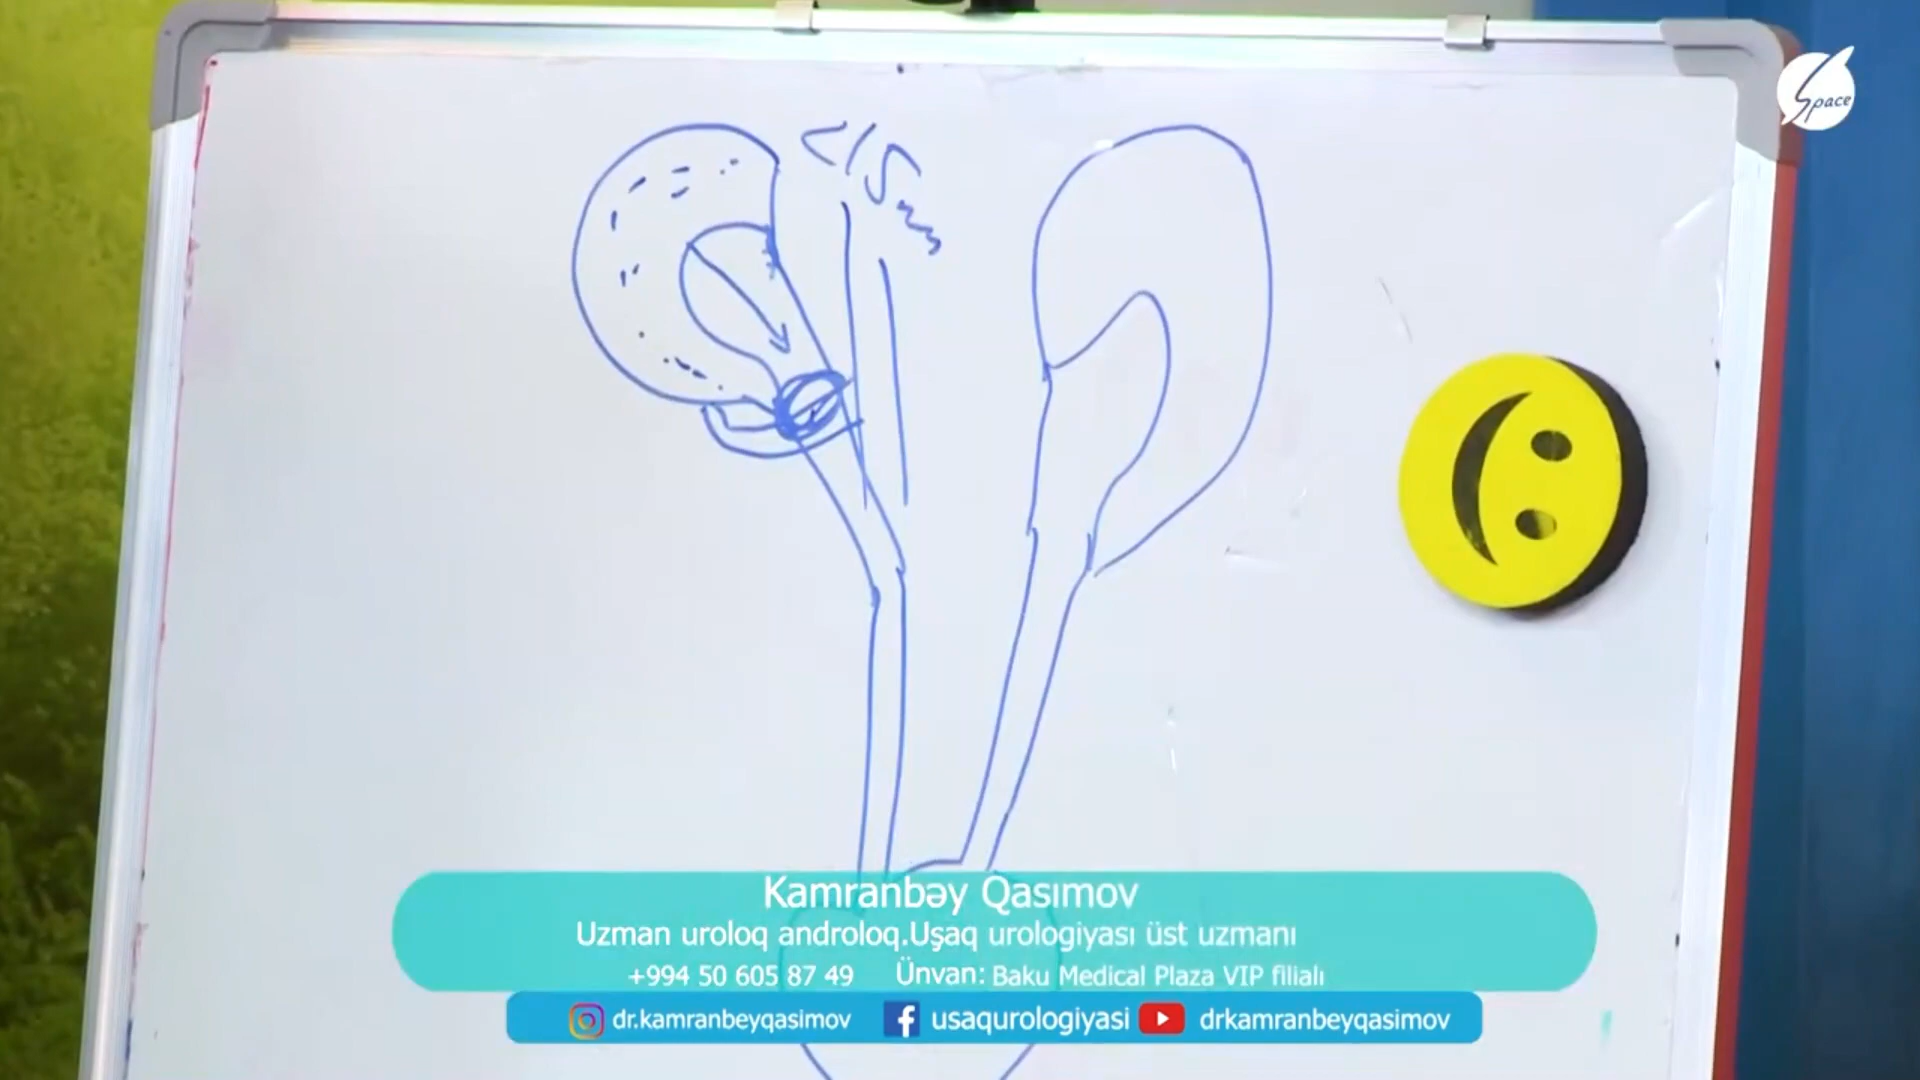 Space
<15mm
Kamranbəy Qasımov
Uzman uroloq androloq.Uşaq urologiyası üst uzmanı
+994 50 605 87 49 Ünvan: Baku Medical Plaza VIP filialı
dr.kamranbeyqasimov usaqurologiyasi drkamranbeyqasimov